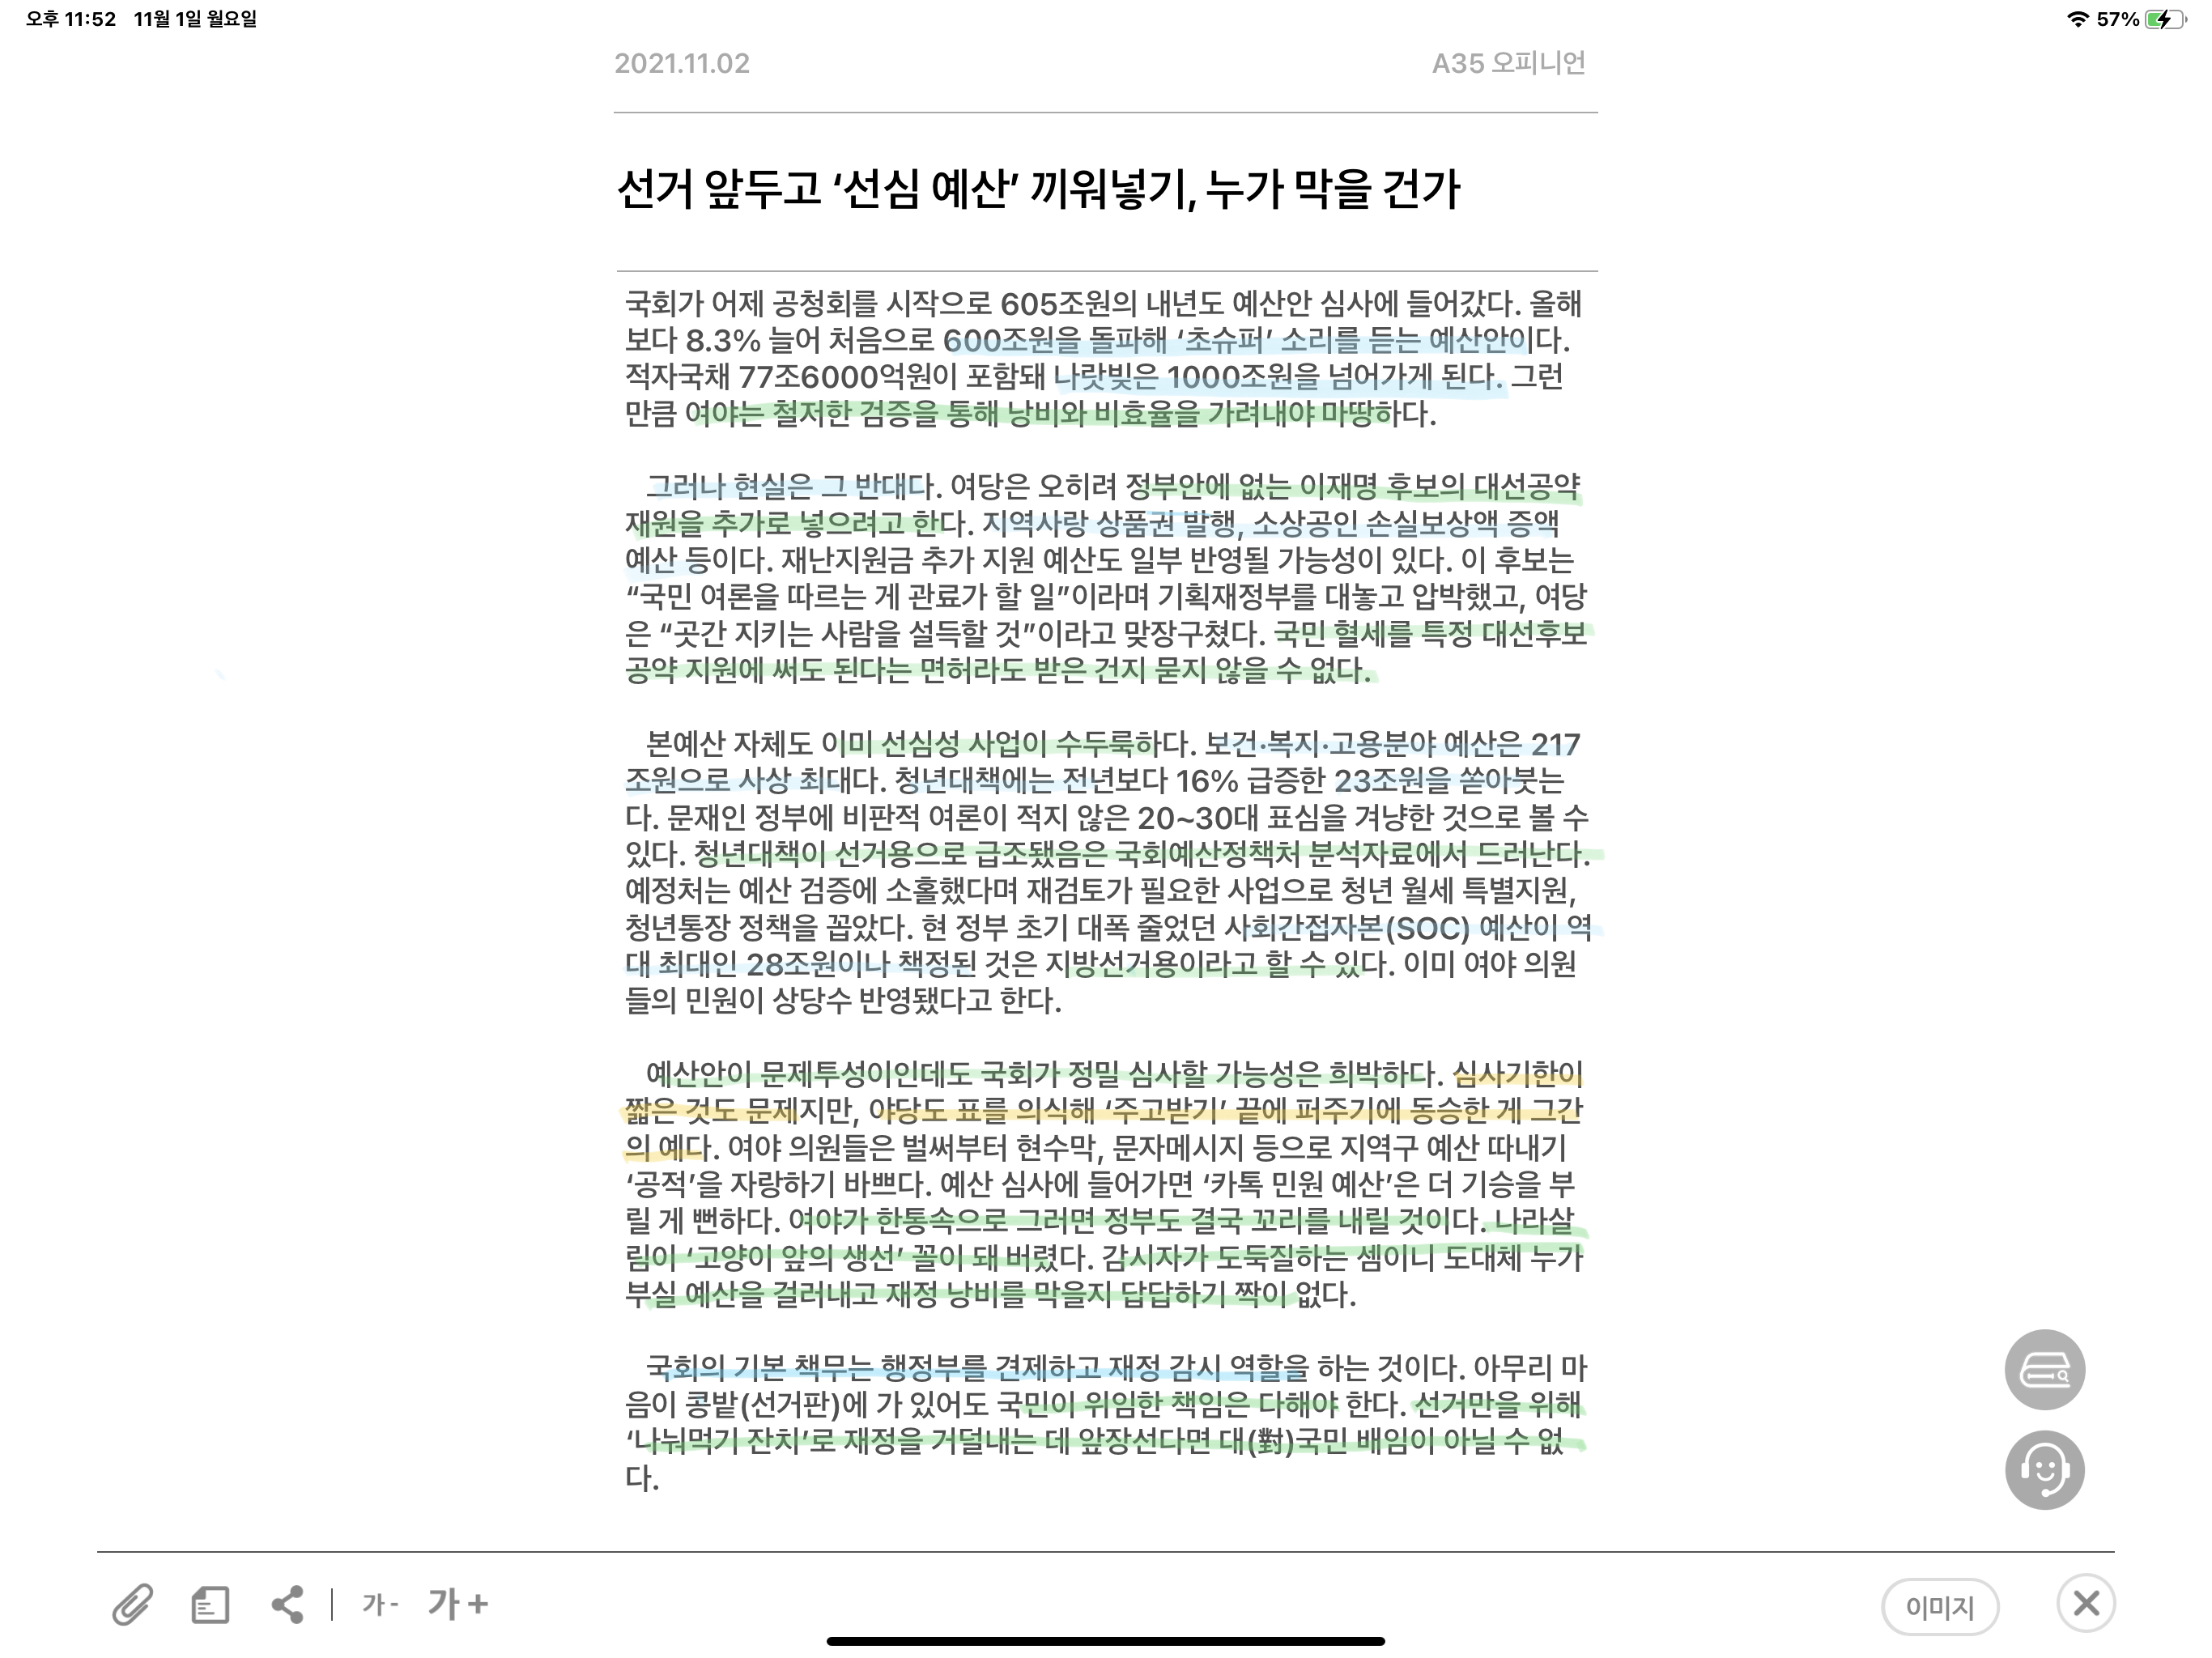 오후 11:52 11월 1일 월요일
57%
2021.11.02
A35 오피니언
선거 앞두고 ‘선심 예산’ 끼워넣기, 누가 막을 건가
국회가 어제 공청회를 시작으로 605조원의 내년도 예산안 심사에 들어갔다. 올해
보다 8.3% 늘어 처음으로 600조원을 돌파해 ‘초슈퍼’ 소리를 듣는 예산안이다.
적자국채 77조6000억원이 포함돼 나랏빚은 1000조원을 넘어가게 된다. 그런
만큼 여야는 철저한 검증을 통해 낭비와 비효율을 가려내야 마땅하다.
그러나 현실은 그 반대다. 여당은 오히려 정부안에 없는 이재명 후보의 대선공약
재원을 추가로 넣으려고 한다. 지역사랑 상품권 발행, 소상공인 손실보상액 증액
예산 등이다. 재난지원금 추가 지원 예산도 일부 반영될 가능성이 있다. 이 후보는
“국민 여론을 따르는 게 관료가 할 일”이라며 기획재정부를 대놓고 압박했고, 여당
은 “곳간 지키는 사람을 설득할 것”이라고 맞장구쳤다. 국민 혈세를 특정 대선후보
공약 지원에 써도 된다는 면허라도 받은 건지 묻지 않을 수 없다.
본예산 자체도 이미 선심성 사업이 수두룩하다. 보건·복지·고용분야 예산은 217
조원으로 사상 최대다. 청년대책에는 전년보다 16% 급증한 23조원을 쏟아붓는
다. 문재인 정부에 비판적 여론이 적지 않은 20~30대 표심을 겨냥한 것으로 볼 수
있다. 청년대책이 선거용으로 급조됐음은 국회예산정책처 분석자료에서 드러난다.
예정처는 예산 검증에 소홀했다며 재검토가 필요한 사업으로 청년 월세 특별지원,
청년통장 정책을 꼽았다. 현 정부 초기 대폭 줄었던 사회간접자본(SOC) 예산이 역
대 최대인 28조원이나 책정된 것은 지방선거용이라고 할 수 있다. 이미 여야 의원
들의 민원이 상당수 반영됐다고 한다.
예산안이 문제투성이인데도 국회가 정밀 심사할 가능성은 희박하다. 심사기한이
짧은 것도 문제지만, 야당도 표를 의식해 ‘주고받기’ 끝에 퍼주기에 동승한 게 그간
의 예다. 여야 의원들은 벌써부터 현수막, 문자메시지 등으로 지역구 예산 따내기
‘공적’을 자랑하기 바쁘다. 예산 심사에 들어가면 ‘카톡 민원 예산’은 더 기승을 부
릴 게 뻔하다. 여야가 한통속으로 그러면 정부도 결국 꼬리를 내릴 것이다. 나라살
림이 ‘고양이 앞의 생선’ 꼴이 돼 버렸다. 감시자가 도둑질하는 셈이니 도대체 누가
부실 예산을 걸러내고 재정 낭비를 막을지 답답하기 짝이 없다.
국회의 기본 책무는 행정부를 견제하고 재정 감시 역할을 하는 것이다. 아무리 마
음이 콩밭(선거판)에 가 있어도 국민이 위임한 책임은 다해야 한다. 선거만을 위해
‘나눠먹기 잔치’로 재정을 거덜내는 데 앞장선다면 대(對)국민 배임이 아닐 수 없
다.
가- 가+
이미지